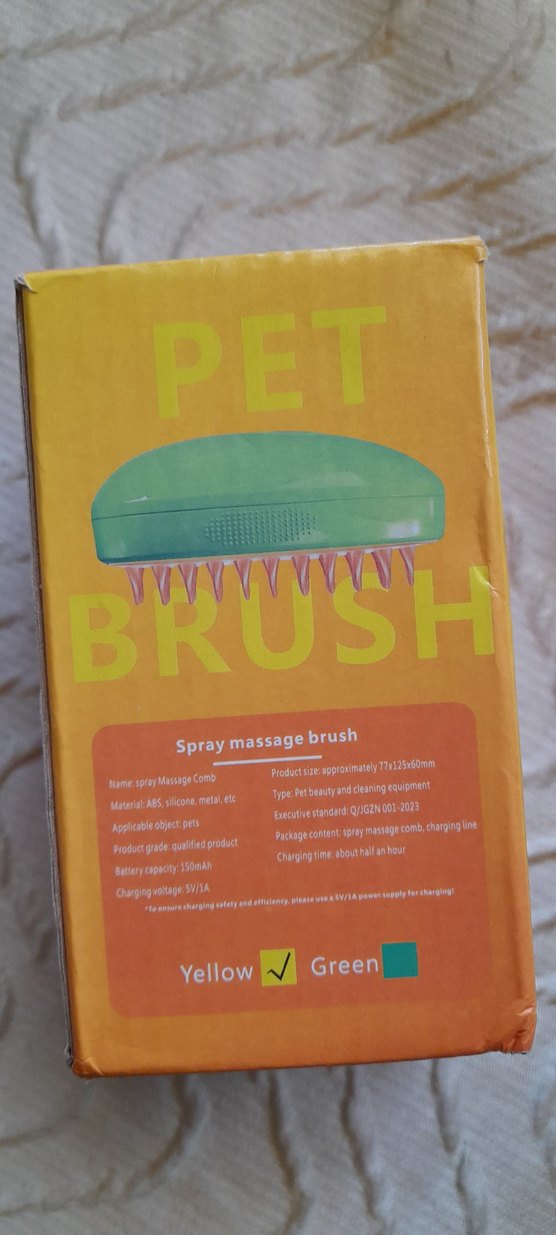 PET
BRUSH
Spray massage brush
Name: spray Massage Comb
Material: ABS, silicone, metal, etc
Applicable object: pets
Product grade: qualified product
Battery capacity: 150mAh
Charging voltage: 5V/1A
Product size: approximately 77x125x60mm
Type: Pet beauty and cleaning equipment
Executive standard: Q/JGZN 001-2023
Package content: spray massage comb, charging line
Charging time: about half an hour
*To ensure charging safety and efficiency, please use a 5V/1A power supply for charging!
Yellow Green